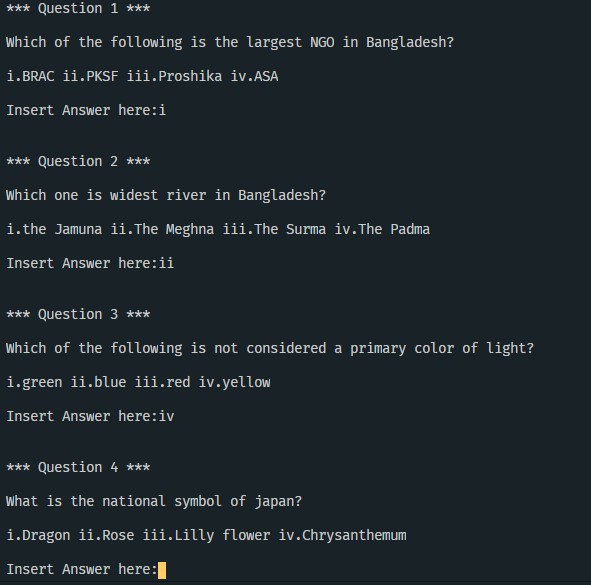 *** Question 1 ***
Which of the following is the largest NGO in Bangladesh?
i.BRAC ii.PKSF iii.Proshika iv.ASA
Insert Answer here:i
*** Question 2 ***
Which one is widest river in Bangladesh?
i.the Jamuna ii.The Meghna iii.The Surma iv.The Padma
Insert Answer here:ii
*** Question 3 ***
Which of the following is not considered a primary color of light?
i.green ii.blue iii.red iv.yellow
Insert Answer here:iv
*** Question 4 ***
What is the national symbol of japan?
i.Dragon ii.Rose iii.Lilly flower iv.Chrysanthemum
Insert Answer here: